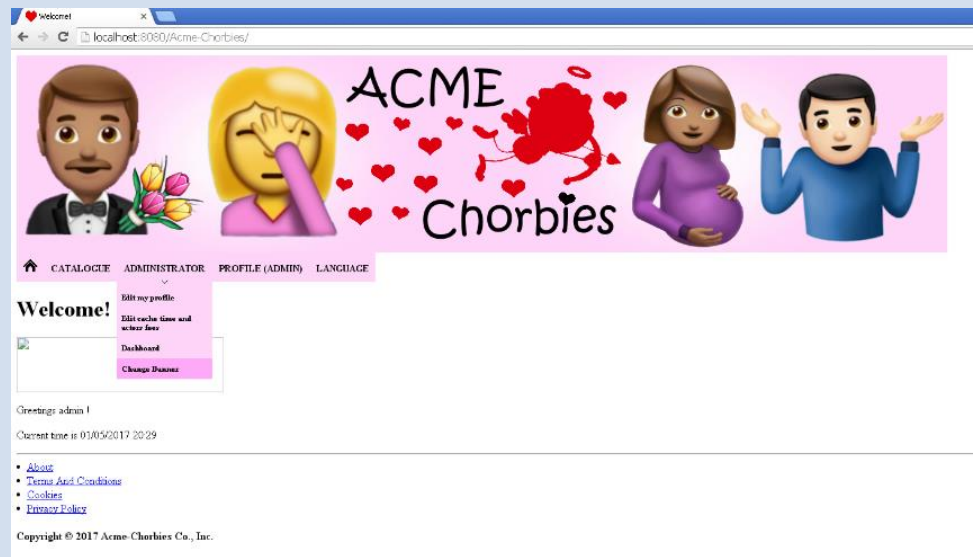 Welcome!
localhost:8080/Acme-Chorbies/
ACME
Chorbies
CATALOGUE ADMINISTRATOR PROFILE (ADMIN) LANGUAGE
Edit my profile
Edit cache time and
actors fees
Dashboard
Change Banner
Welcome!
Greetings admin !
Current time is 01/05/2017 20:29
About
Terms And Conditions
Cookies
Privacy Policy
Copyright © 2017 Acme-Chorbies Co., Inc.